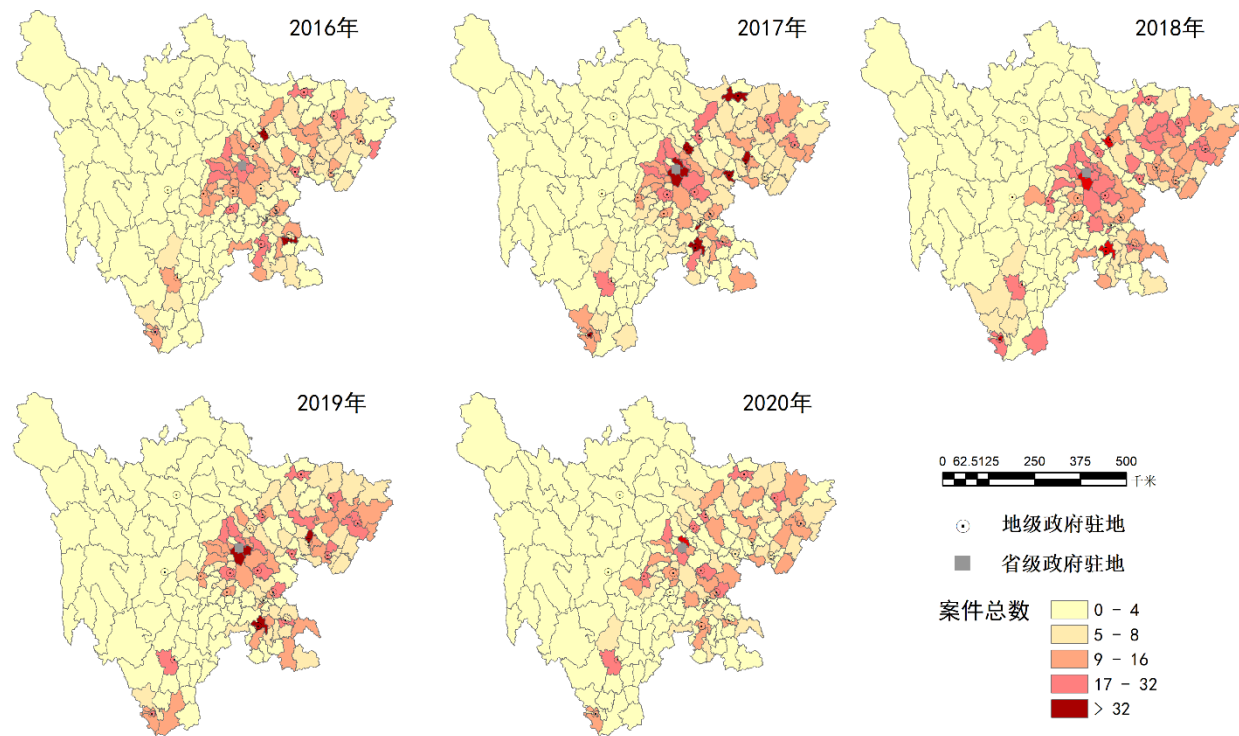 2016年
2017年
2018年
2019年
2020年
0 62.5125 250 375 500
千米
地级政府驻地
省级政府驻地
案件总数
0 - 4
5 - 8
9 - 16
17 - 32
> 32